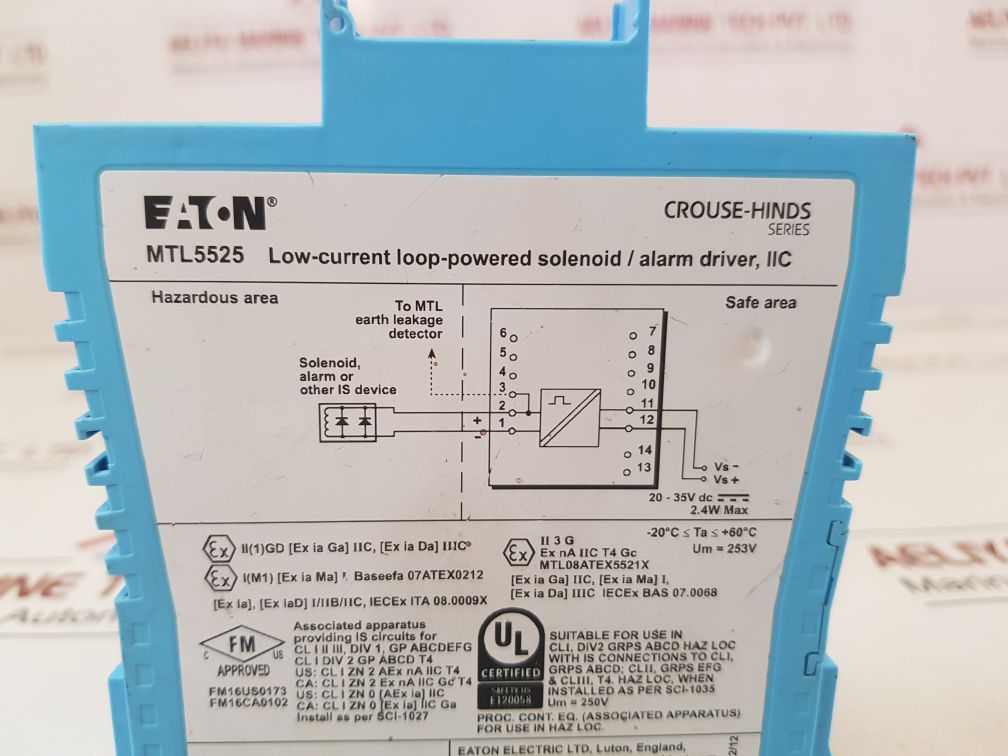 EATON®
CROUSE-HINDS
SERIES
MTL5525 Low-current loop-powered solenoid / alarm driver, IIC
Hazardous area
Safe area
To MTL
earth leakage
detector
Solenoid,
alarm or
other IS device
6
5
4
3
2
1
+
-
7
8
9
10
11
12
14
13
Vs -
Vs +
20 - 35V dc
2.4W Max
II(1)GD [Ex ia Ga] IIC, [Ex ia Da] IIIC
I(M1) [Ex ia Ma] I, Baseefa 07ATEX0212
[Ex ia], [Ex iaD] I/IIB/IIC, IECEx ITA 08.0009X
-20°C ≤ Ta ≤ +60°C
Um = 253V
II 3 G
Ex nA IIC T4 Gc
MTL08ATEX5521X
[Ex ia Ga] IIC, [Ex ia Ma] I,
[Ex ia Da] IIIC IECEx BAS 07.0068
FM
C US
APPROVED
FM16US0173
FM16CA0102
Associated apparatus
providing IS circuits for
CL I II III, DIV 1, GP ABCDEFG
CL I DIV 2 GP ABCD T4
US: CL I ZN 2 AEx nA IIC T4
CA: CL I ZN 2 Ex nA IIC Gc T4
US: CL I ZN 0 [AEx ia] IIC
CA: CL I ZN 0 [Ex ia] IIC Ga
Install as per SCI-1027
UL
CERTIFIED
SAFETY US
E120058
SUITABLE FOR USE IN
CLI, DIV2 GRPS ABCD HAZ LOC
WITH IS CONNECTIONS TO CLI,
GRPS ABCD; CLII, GRPS EFG
& CLIII, T4. HAZ LOC, WHEN
INSTALLED AS PER SCI-1035
Um = 250V
PROC. CONT. EQ. (ASSOCIATED APPARATUS)
FOR USE IN HAZ LOC.
EATON ELECTRIC LTD, Luton, England,